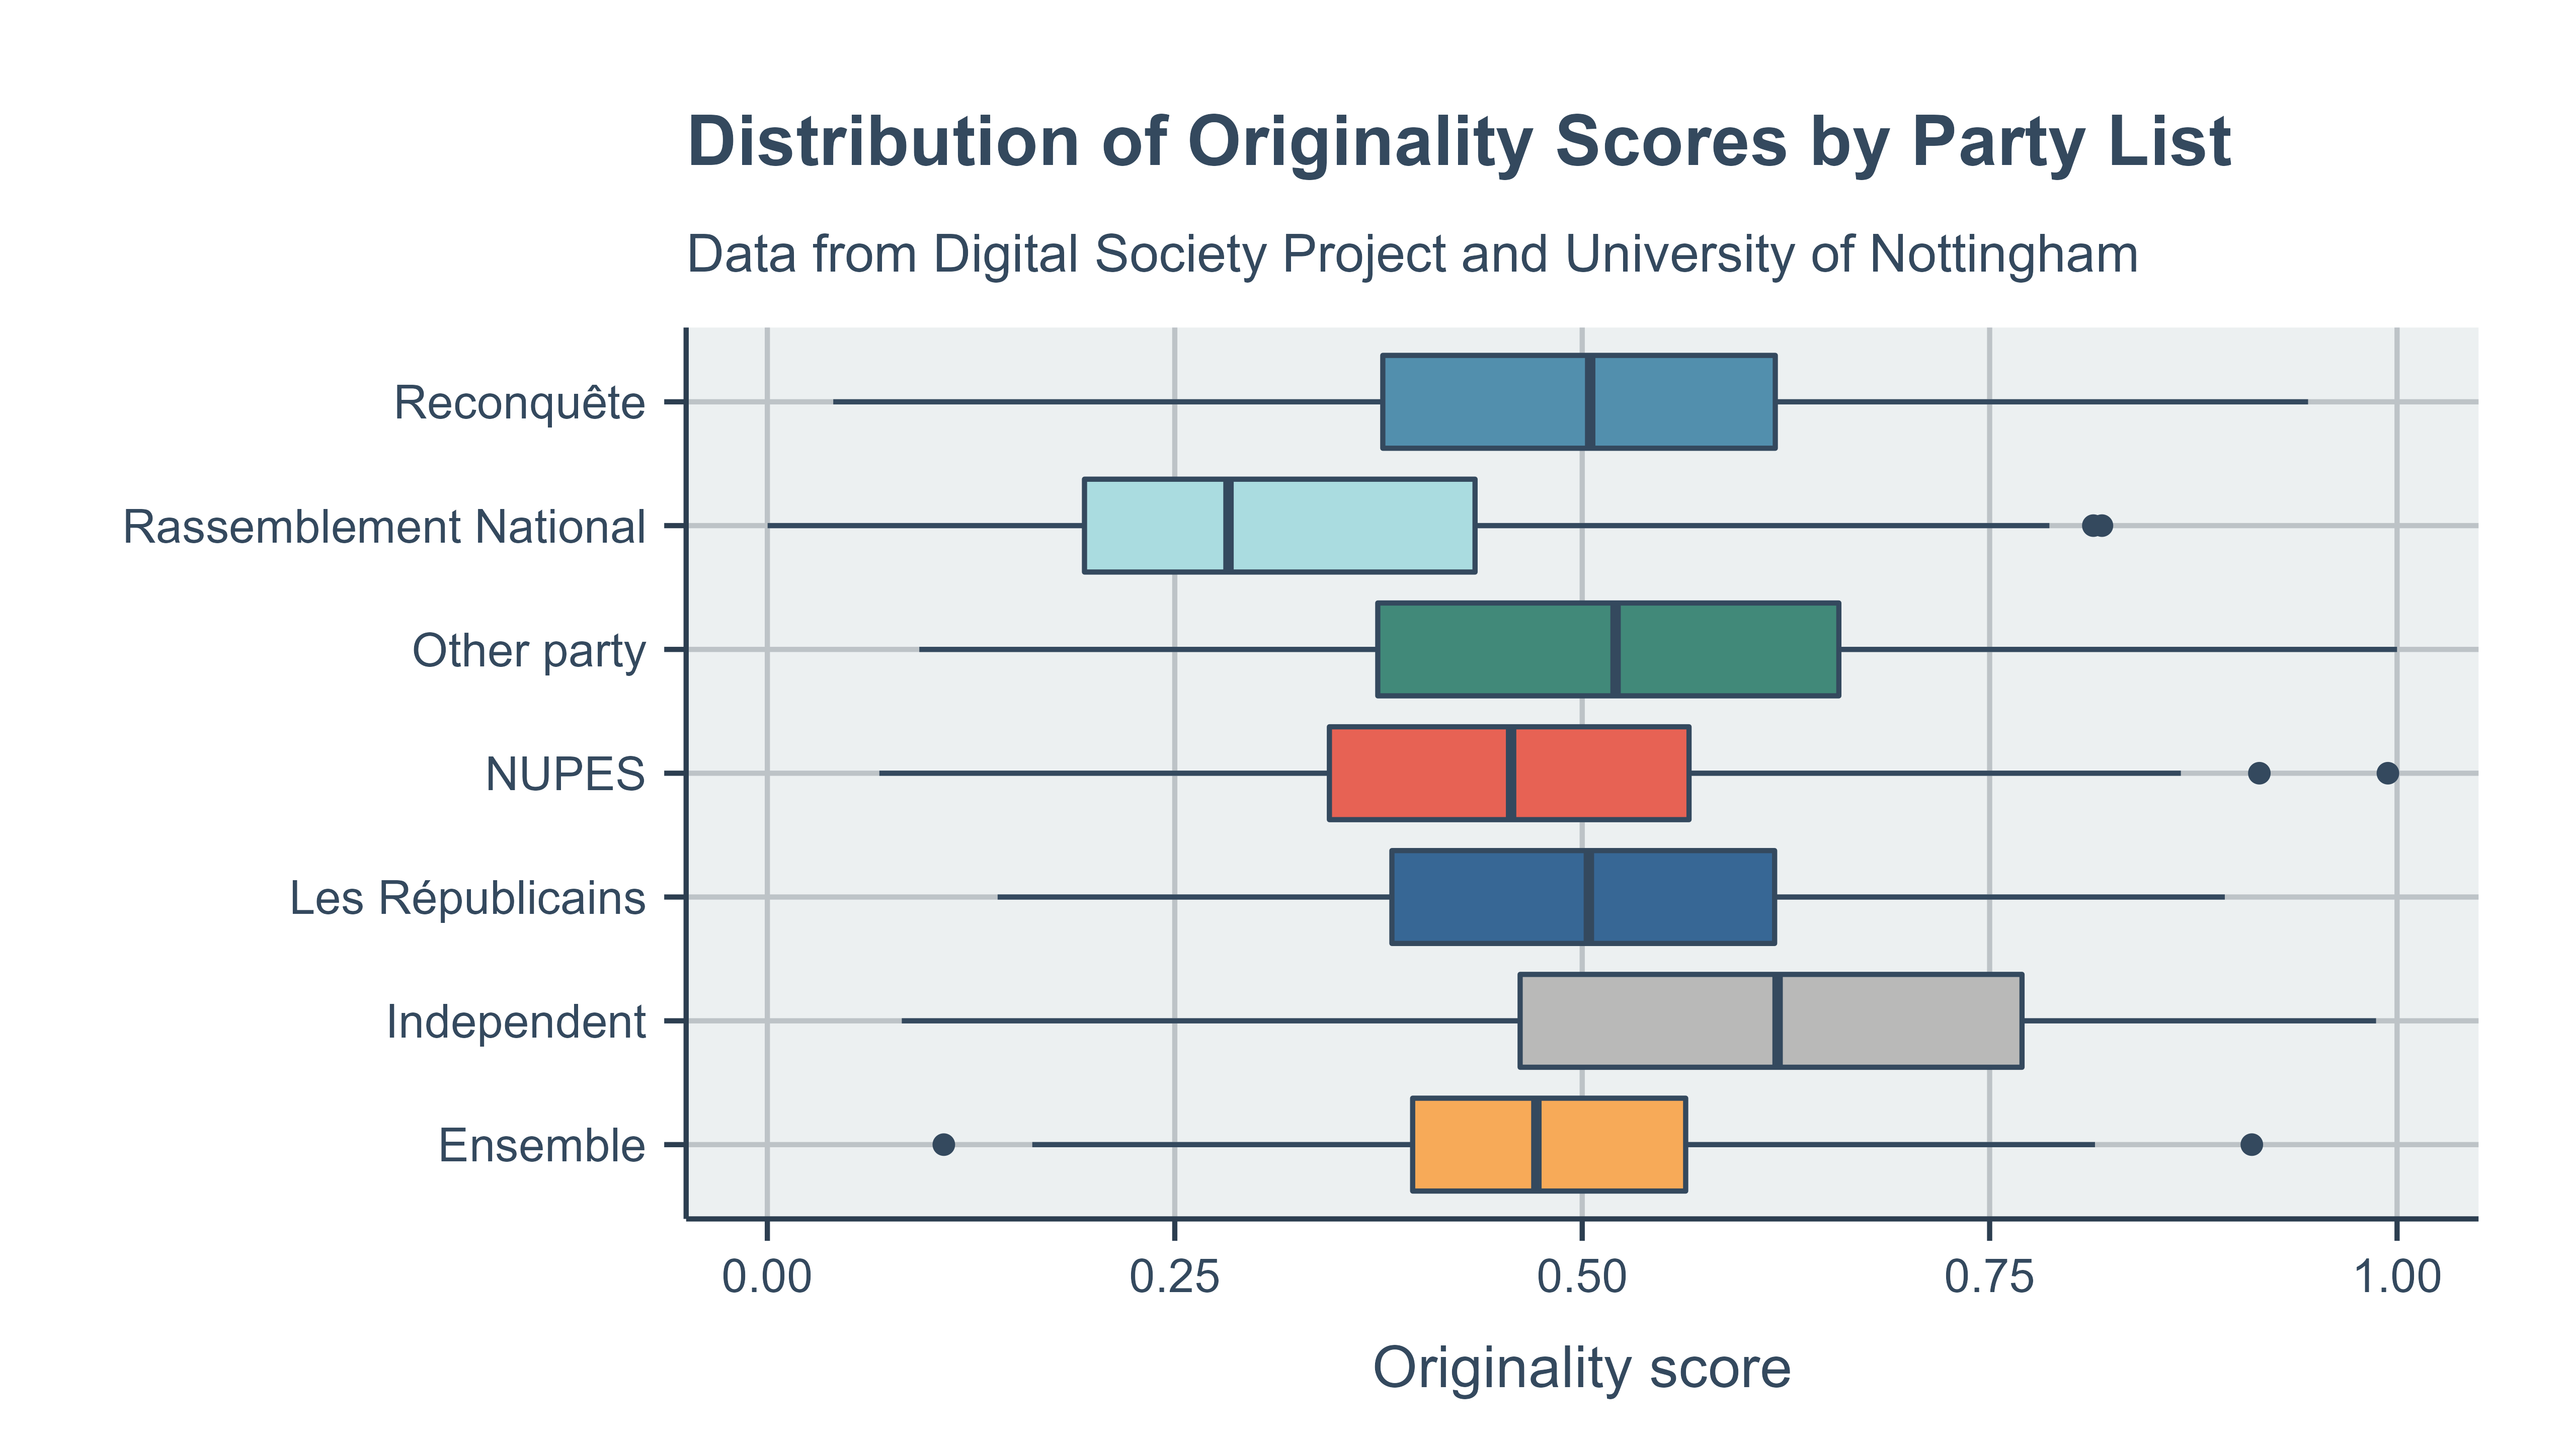 Distribution of Originality Scores by Party List
Data from Digital Society Project and University of Nottingham
Reconquête
Rassemblement National
Other party
NUPES
Les Républicains
Independent
Ensemble
0.00 0.25 0.50 0.75 1.00
Originality score